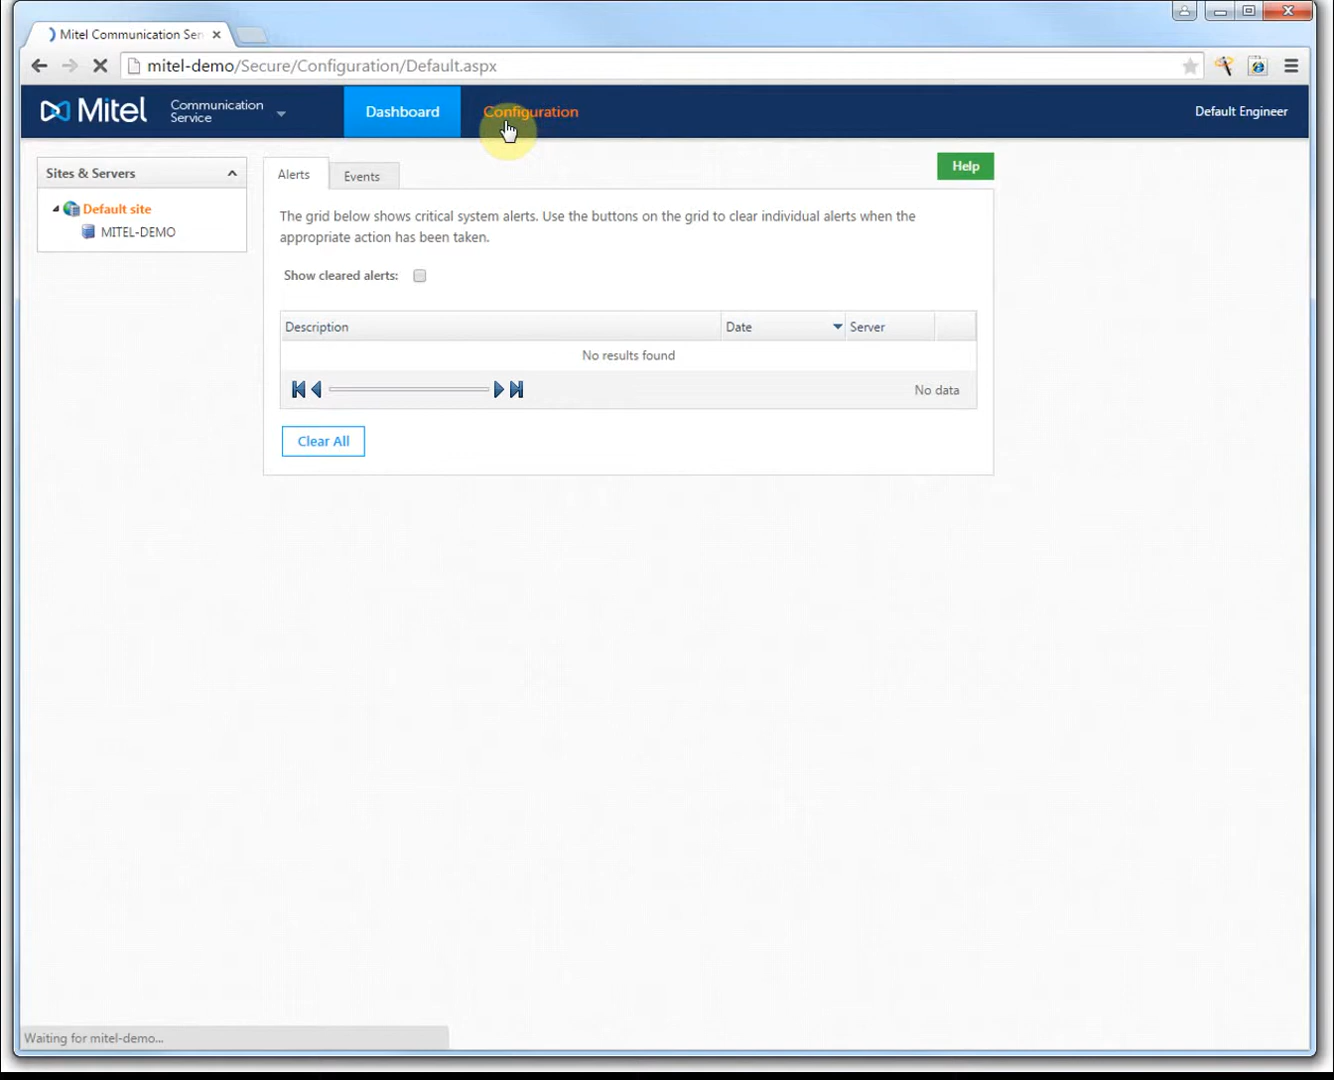 Mitel Communication Ser
mitel-demo/Secure/Configuration/Default.aspx
Mitel
Communication
Service
Dashboard
Configuration
Default Engineer
Sites & Servers
Default site
MITEL-DEMO
Alerts
Events
Help
The grid below shows critical system alerts. Use the buttons on the grid to clear individual alerts when the
appropriate action has been taken.
Show cleared alerts:
Description
Date
Server
No results found
No data
Clear All
Waiting for mitel-demo...